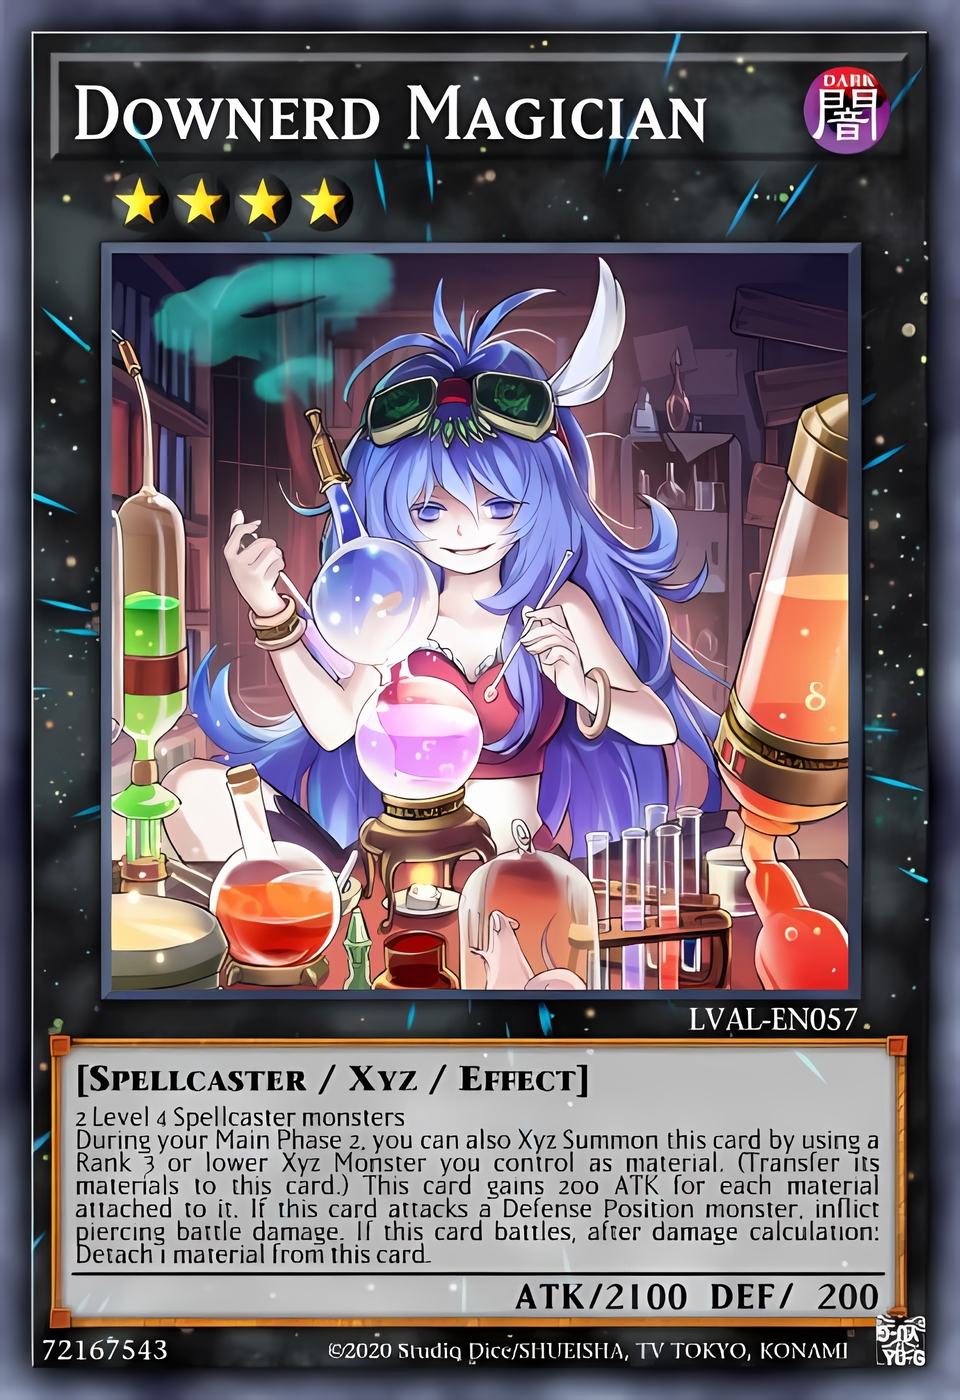 Downerd Magician
DARK
闇
LVAL-EN057
[Spellcaster / Xyz / Effect]
2 Level 4 Spellcaster monsters
During your Main Phase 2, you can also Xyz Summon this card by using a
Rank 3 or lower Xyz Monster you control as material. (Transfer its
materials to this card.) This card gains 200 ATK for each material
attached to it. If this card attacks a Defense Position monster, inflict
piercing battle damage. If this card battles, after damage calculation:
Detach 1 material from this card.
ATK/2100 DEF/ 200
72167543
©2020 Studio Dice/SHUEISHA, TV TOKYO, KONAMI